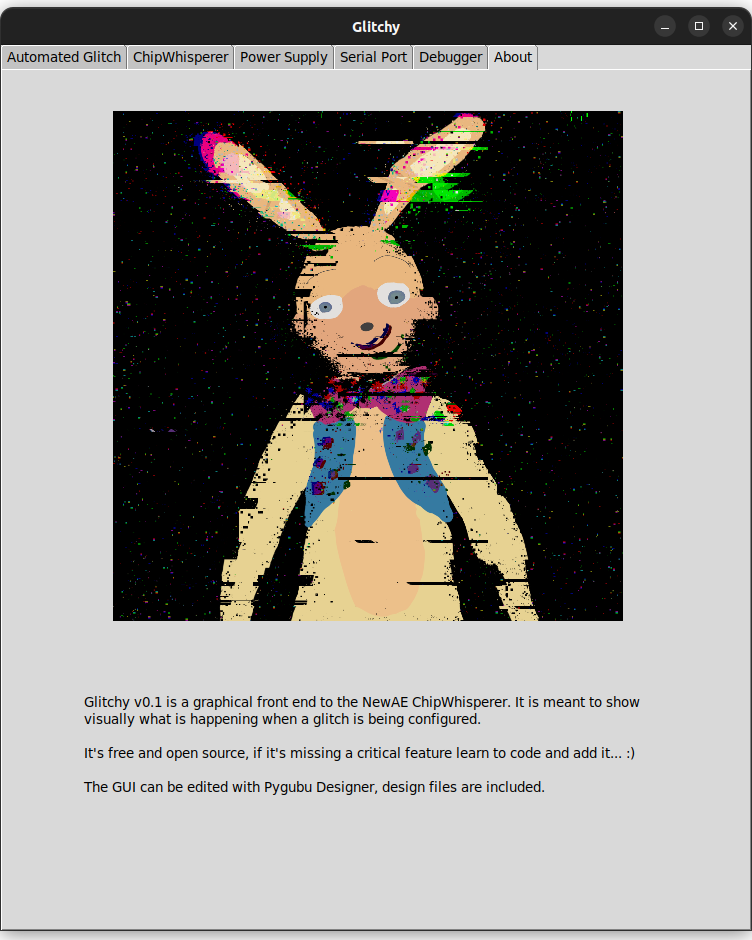 Glitchy
Automated Glitch ChipWhisperer Power Supply Serial Port Debugger About
Glitchy v0.1 is a graphical front end to the NewAE ChipWhisperer. It is meant to show
visually what is happening when a glitch is being configured.
It's free and open source, if it's missing a critical feature learn to code and add it... :)
The GUI can be edited with Pygubu Designer, design files are included.